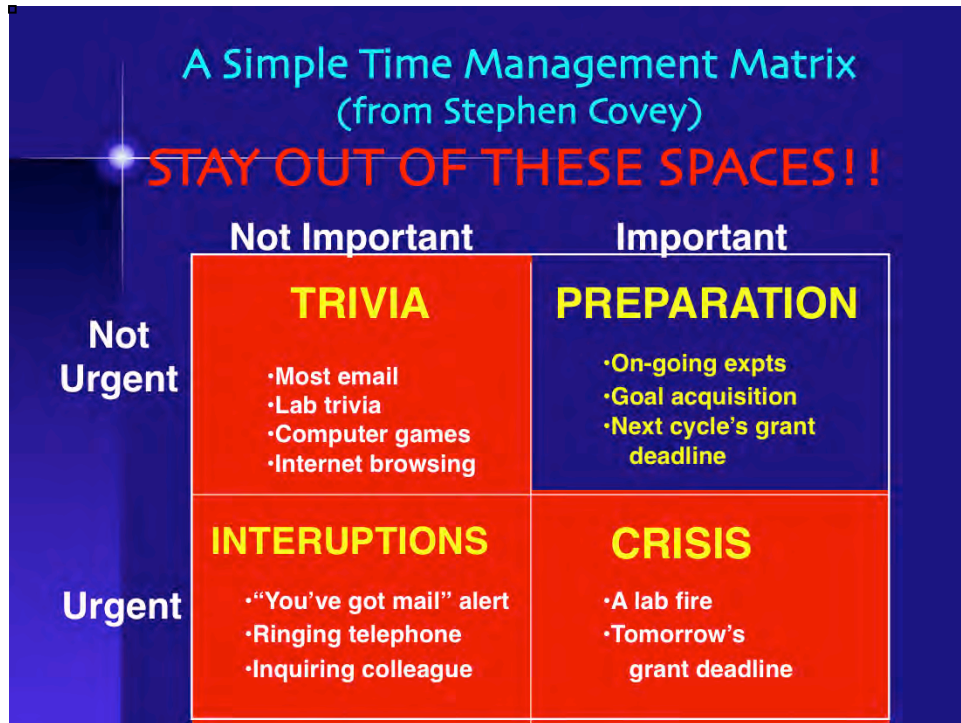 A Simple Time Management Matrix
(from Stephen Covey)
STAY OUT OF THESE SPACES!!
Not Important
Important
Not
Urgent
TRIVIA
•Most email
•Lab trivia
•Computer games
•Internet browsing
PREPARATION
•On-going expts
•Goal acquisition
•Next cycle's grant
deadline
Urgent
INTERUPTIONS
•“You've got mail” alert
•Ringing telephone
•Inquiring colleague
CRISIS
•A lab fire
•Tomorrow's
grant deadline